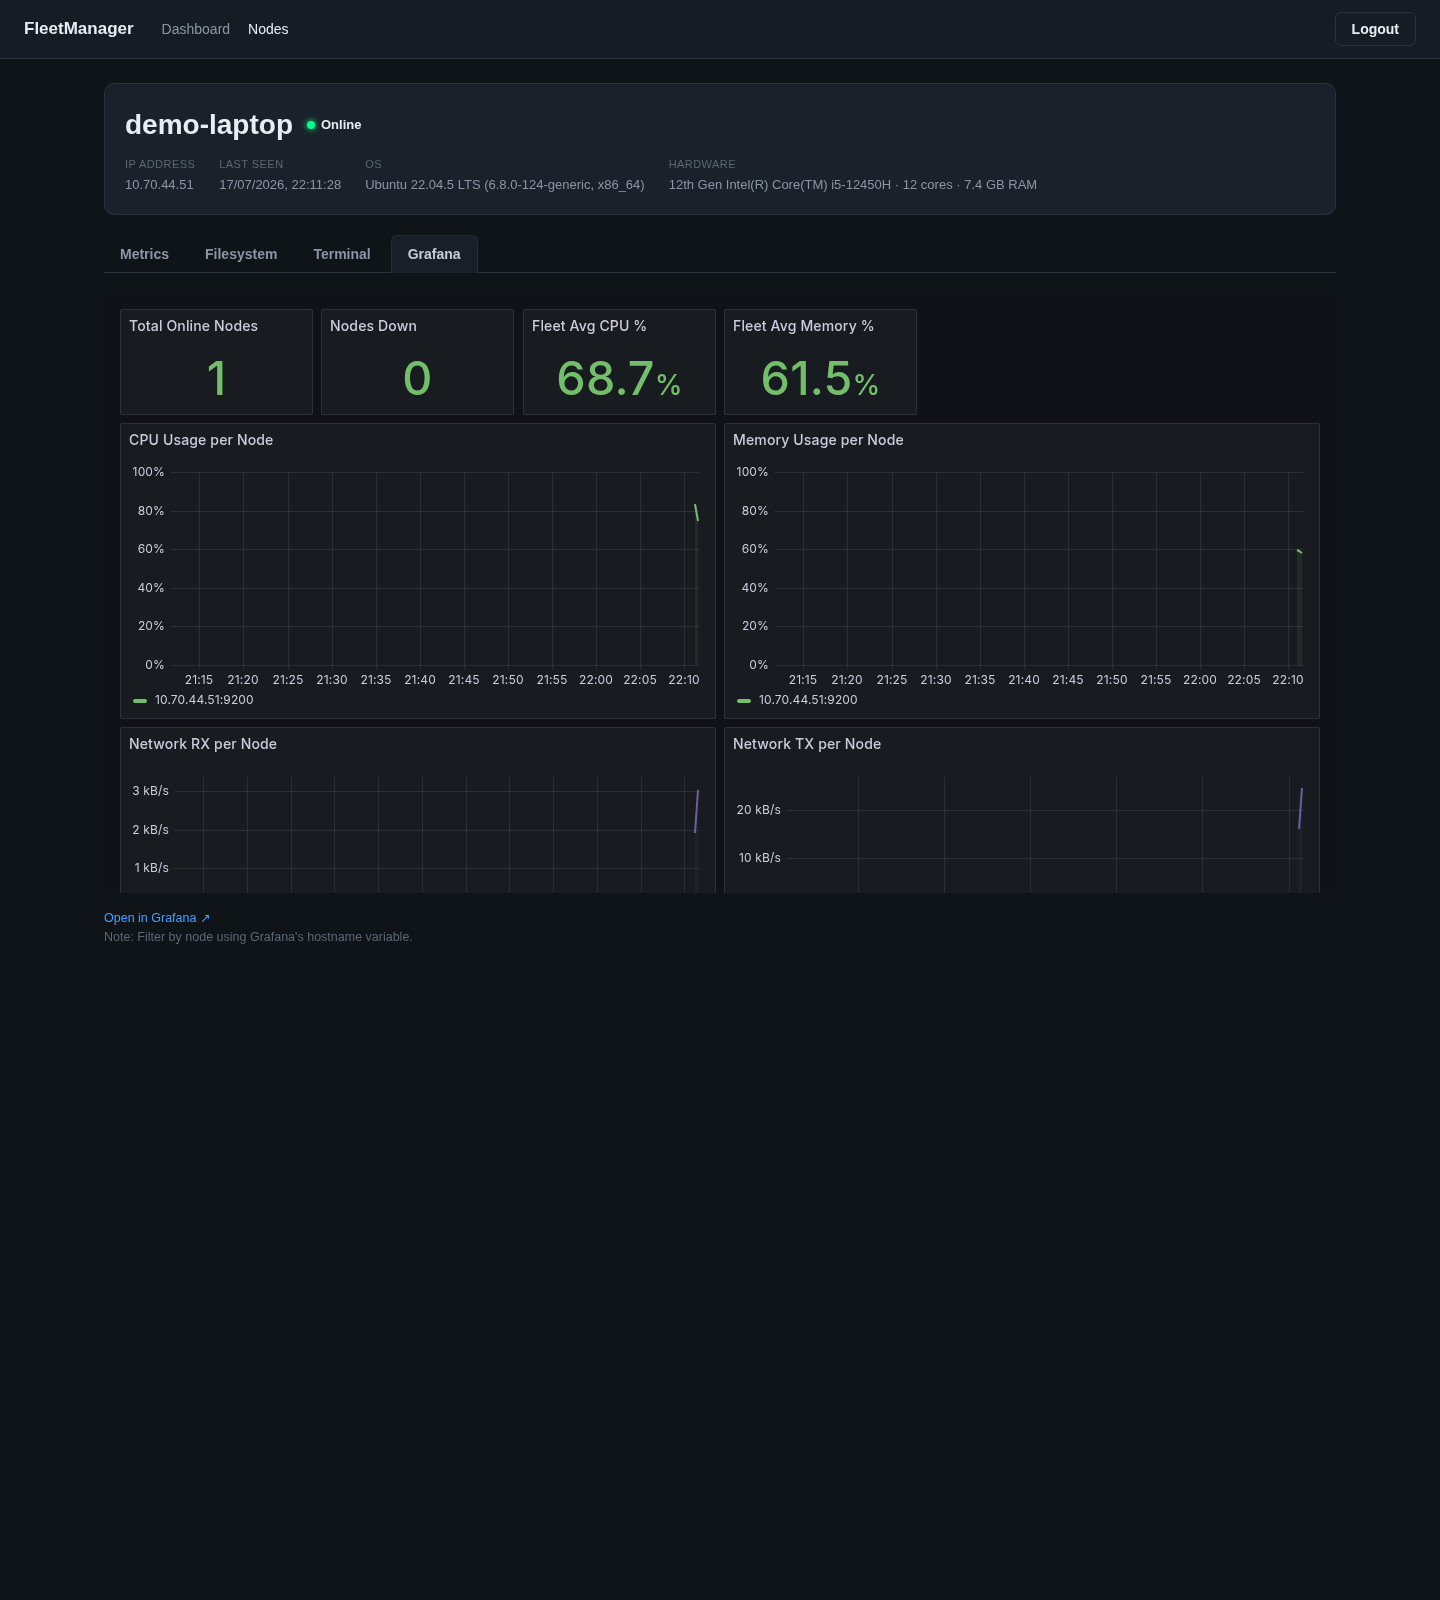 FleetManager Dashboard Nodes Logout
demo-laptop Online
IP ADDRESS LAST SEEN OS HARDWARE
10.70.44.51 17/07/2026, 22:11:28 Ubuntu 22.04.5 LTS (6.8.0-124-generic, x86_64) 12th Gen Intel(R) Core(TM) i5-12450H · 12 cores · 7.4 GB RAM
Metrics Filesystem Terminal Grafana
Total Online Nodes Nodes Down Fleet Avg CPU % Fleet Avg Memory %
1 0 68.7% 61.5%
CPU Usage per Node
100%
80%
60%
40%
20%
0%
21:15 21:20 21:25 21:30 21:35 21:40 21:45 21:50 21:55 22:00 22:05 22:10
10.70.44.51:9200
Memory Usage per Node
100%
80%
60%
40%
20%
0%
21:15 21:20 21:25 21:30 21:35 21:40 21:45 21:50 21:55 22:00 22:05 22:10
10.70.44.51:9200
Network RX per Node
3 kB/s
2 kB/s
1 kB/s
Network TX per Node
20 kB/s
10 kB/s
Open in Grafana ↗
Note: Filter by node using Grafana's hostname variable.